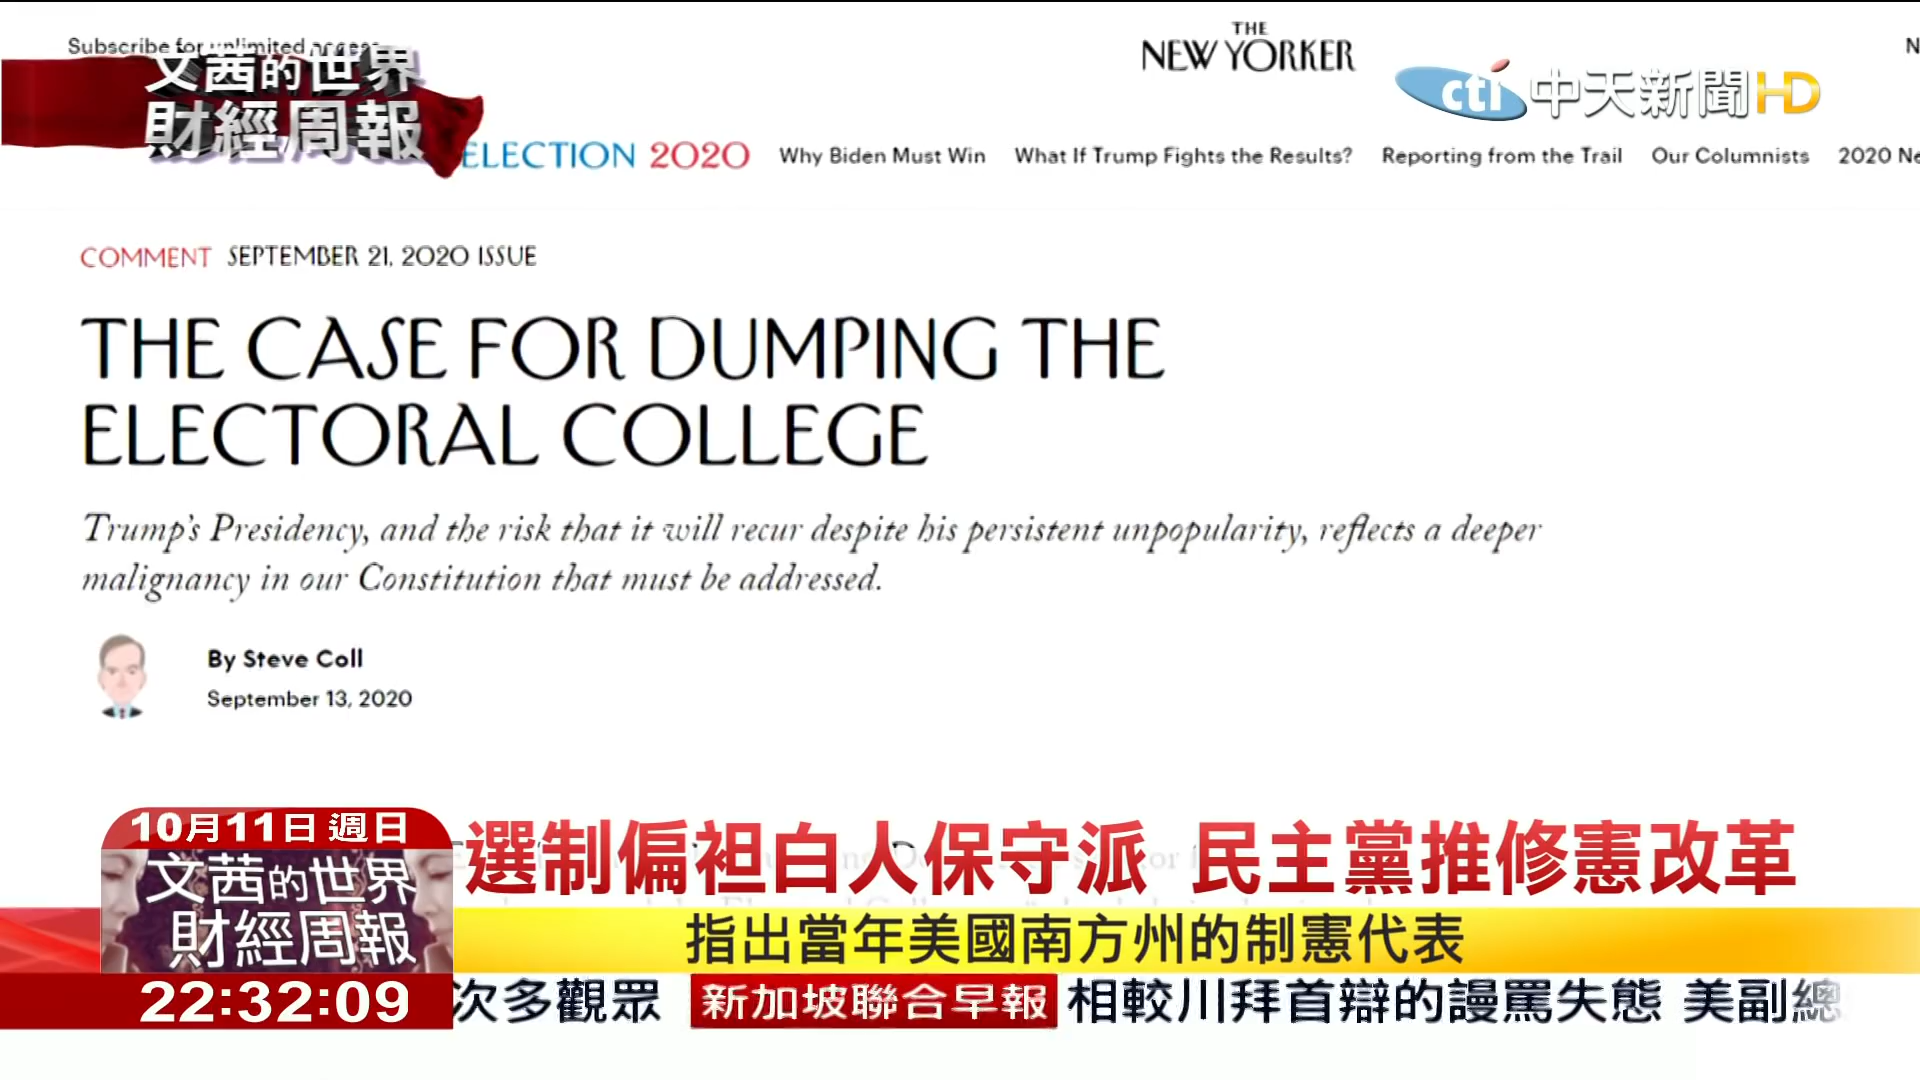 Subscribe for unlimited access
THE
NEW YORKER
文茜的世界
財經周報
cti 中天新聞HD
ELECTION 2020 Why Biden Must Win What If Trump Fights the Results? Reporting from the Trail Our Columnists 2020
COMMENT SEPTEMBER 21, 2020 ISSUE
THE CASE FOR DUMPING THE
ELECTORAL COLLEGE
Trump's Presidency, and the risk that it will recur despite his persistent unpopularity, reflects a deeper
malignancy in our Constitution that must be addressed.
By Steve Coll
September 13, 2020
10月11日 週日
文茜的世界
財經周報
22:32:09
選制偏袒白人保守派 民主黨推修憲改革
指出當年美國南方州的制憲代表
次多觀眾 新加坡聯合早報 相較川拜首辯的謾罵失態 美副總